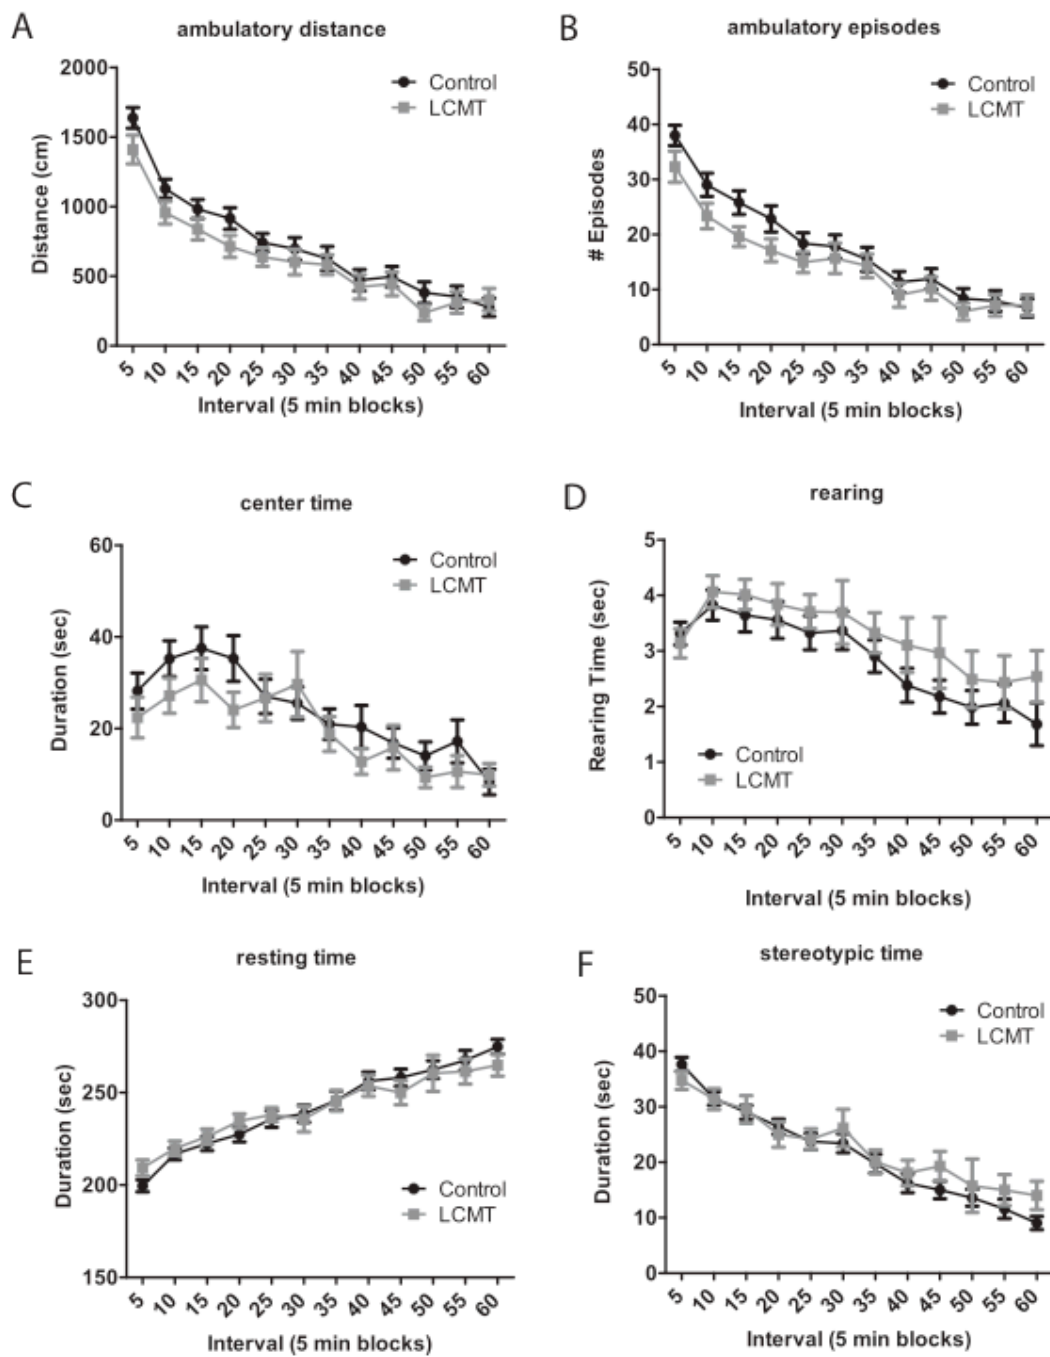 A
ambulatory distance
2000
1500
1000
500
0
Distance (cm)
Control
LCMT
5 10 15 20 25 30 35 40 45 50 55 60
Interval (5 min blocks)
B
ambulatory episodes
50
40
30
20
10
0
# Episodes
Control
LCMT
5 10 15 20 25 30 35 40 45 50 55 60
Interval (5 min blocks)
C
center time
60
40
20
0
Duration (sec)
Control
LCMT
5 10 15 20 25 30 35 40 45 50 55 60
Interval (5 min blocks)
D
rearing
5
4
3
2
1
0
Rearing Time (sec)
Control
LCMT
5 10 15 20 25 30 35 40 45 50 55 60
Interval (5 min blocks)
E
resting time
300
250
200
150
Duration (sec)
Control
LCMT
5 10 15 20 25 30 35 40 45 50 55 60
Interval (5 min blocks)
F
stereotypic time
50
40
30
20
10
0
Duration (sec)
Control
LCMT
5 10 15 20 25 30 35 40 45 50 55 60
Interval (5 min blocks)